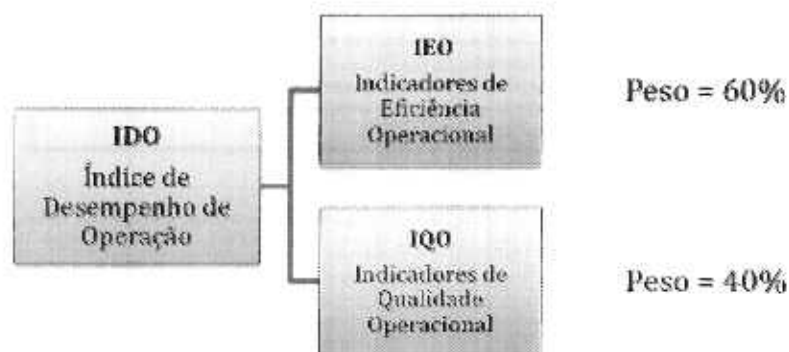 IDO
Índice de
Desempenho de
Operação
IEO
Indicadores de
Eficiência
Operacional
Peso = 60%
IQO
Indicadores de
Qualidade
Operacional
Peso = 40%